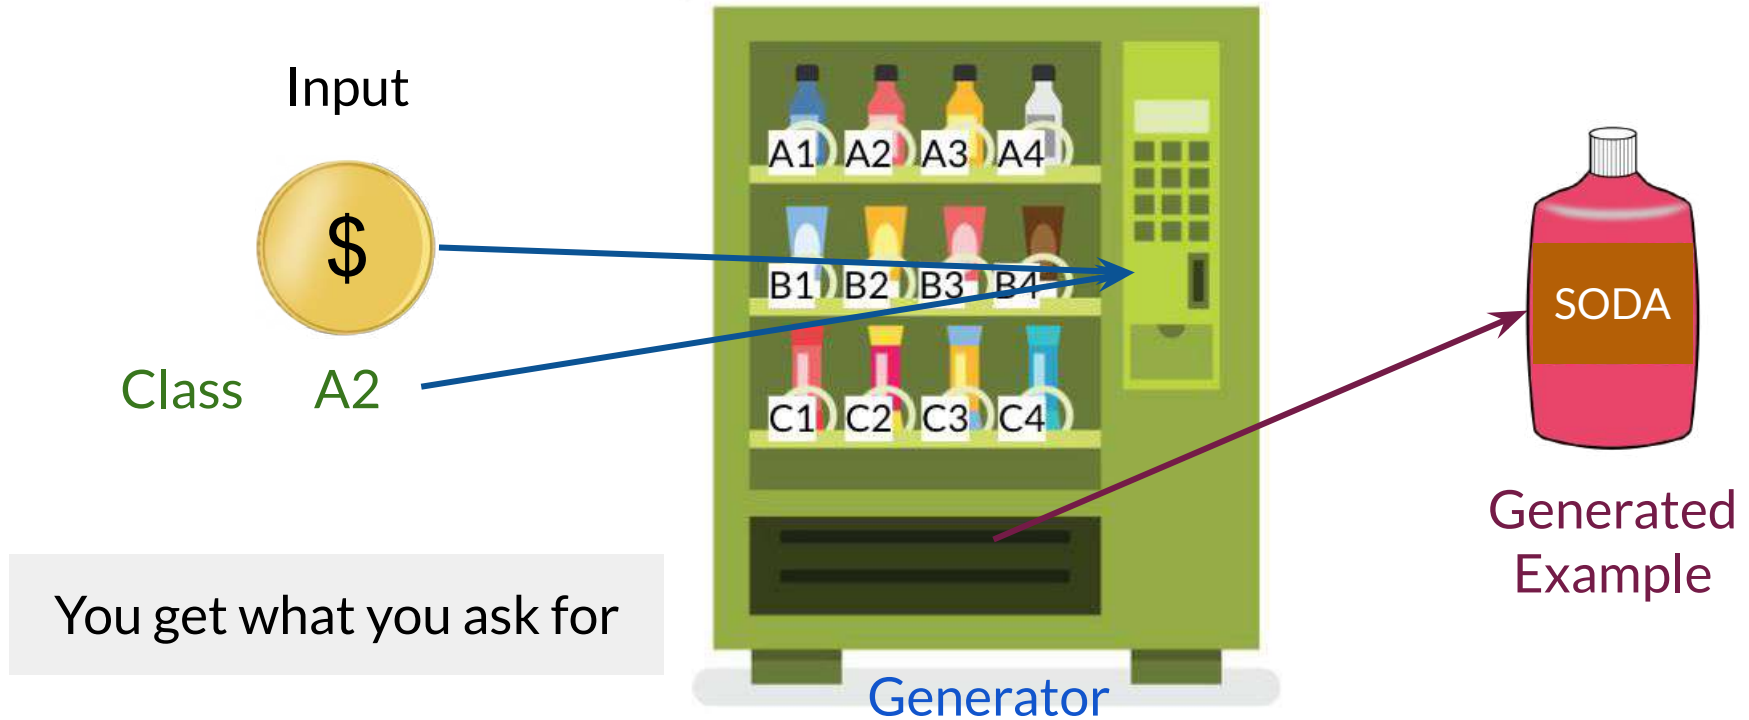 Input
$
Class A2
You get what you ask for
A1 A2 A3 A4
B1 B2 B3 B4
C1 C2 C3 C4
Generator
SODA
Generated
Example